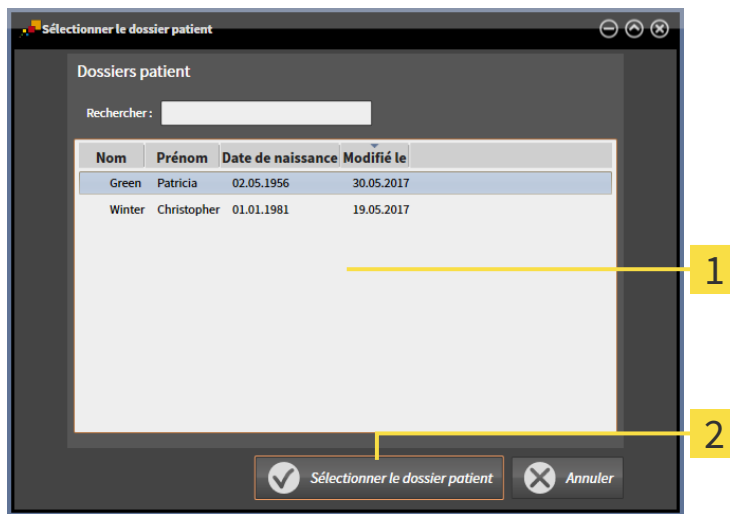 Sélectionner le dossier patient
Dossiers patient
Rechercher :
Nom Prénom Date de naissance Modifié le
Green Patricia 02.05.1956 30.05.2017
Winter Christopher 01.01.1981 19.05.2017
1
2
Sélectionner le dossier patient Annuler